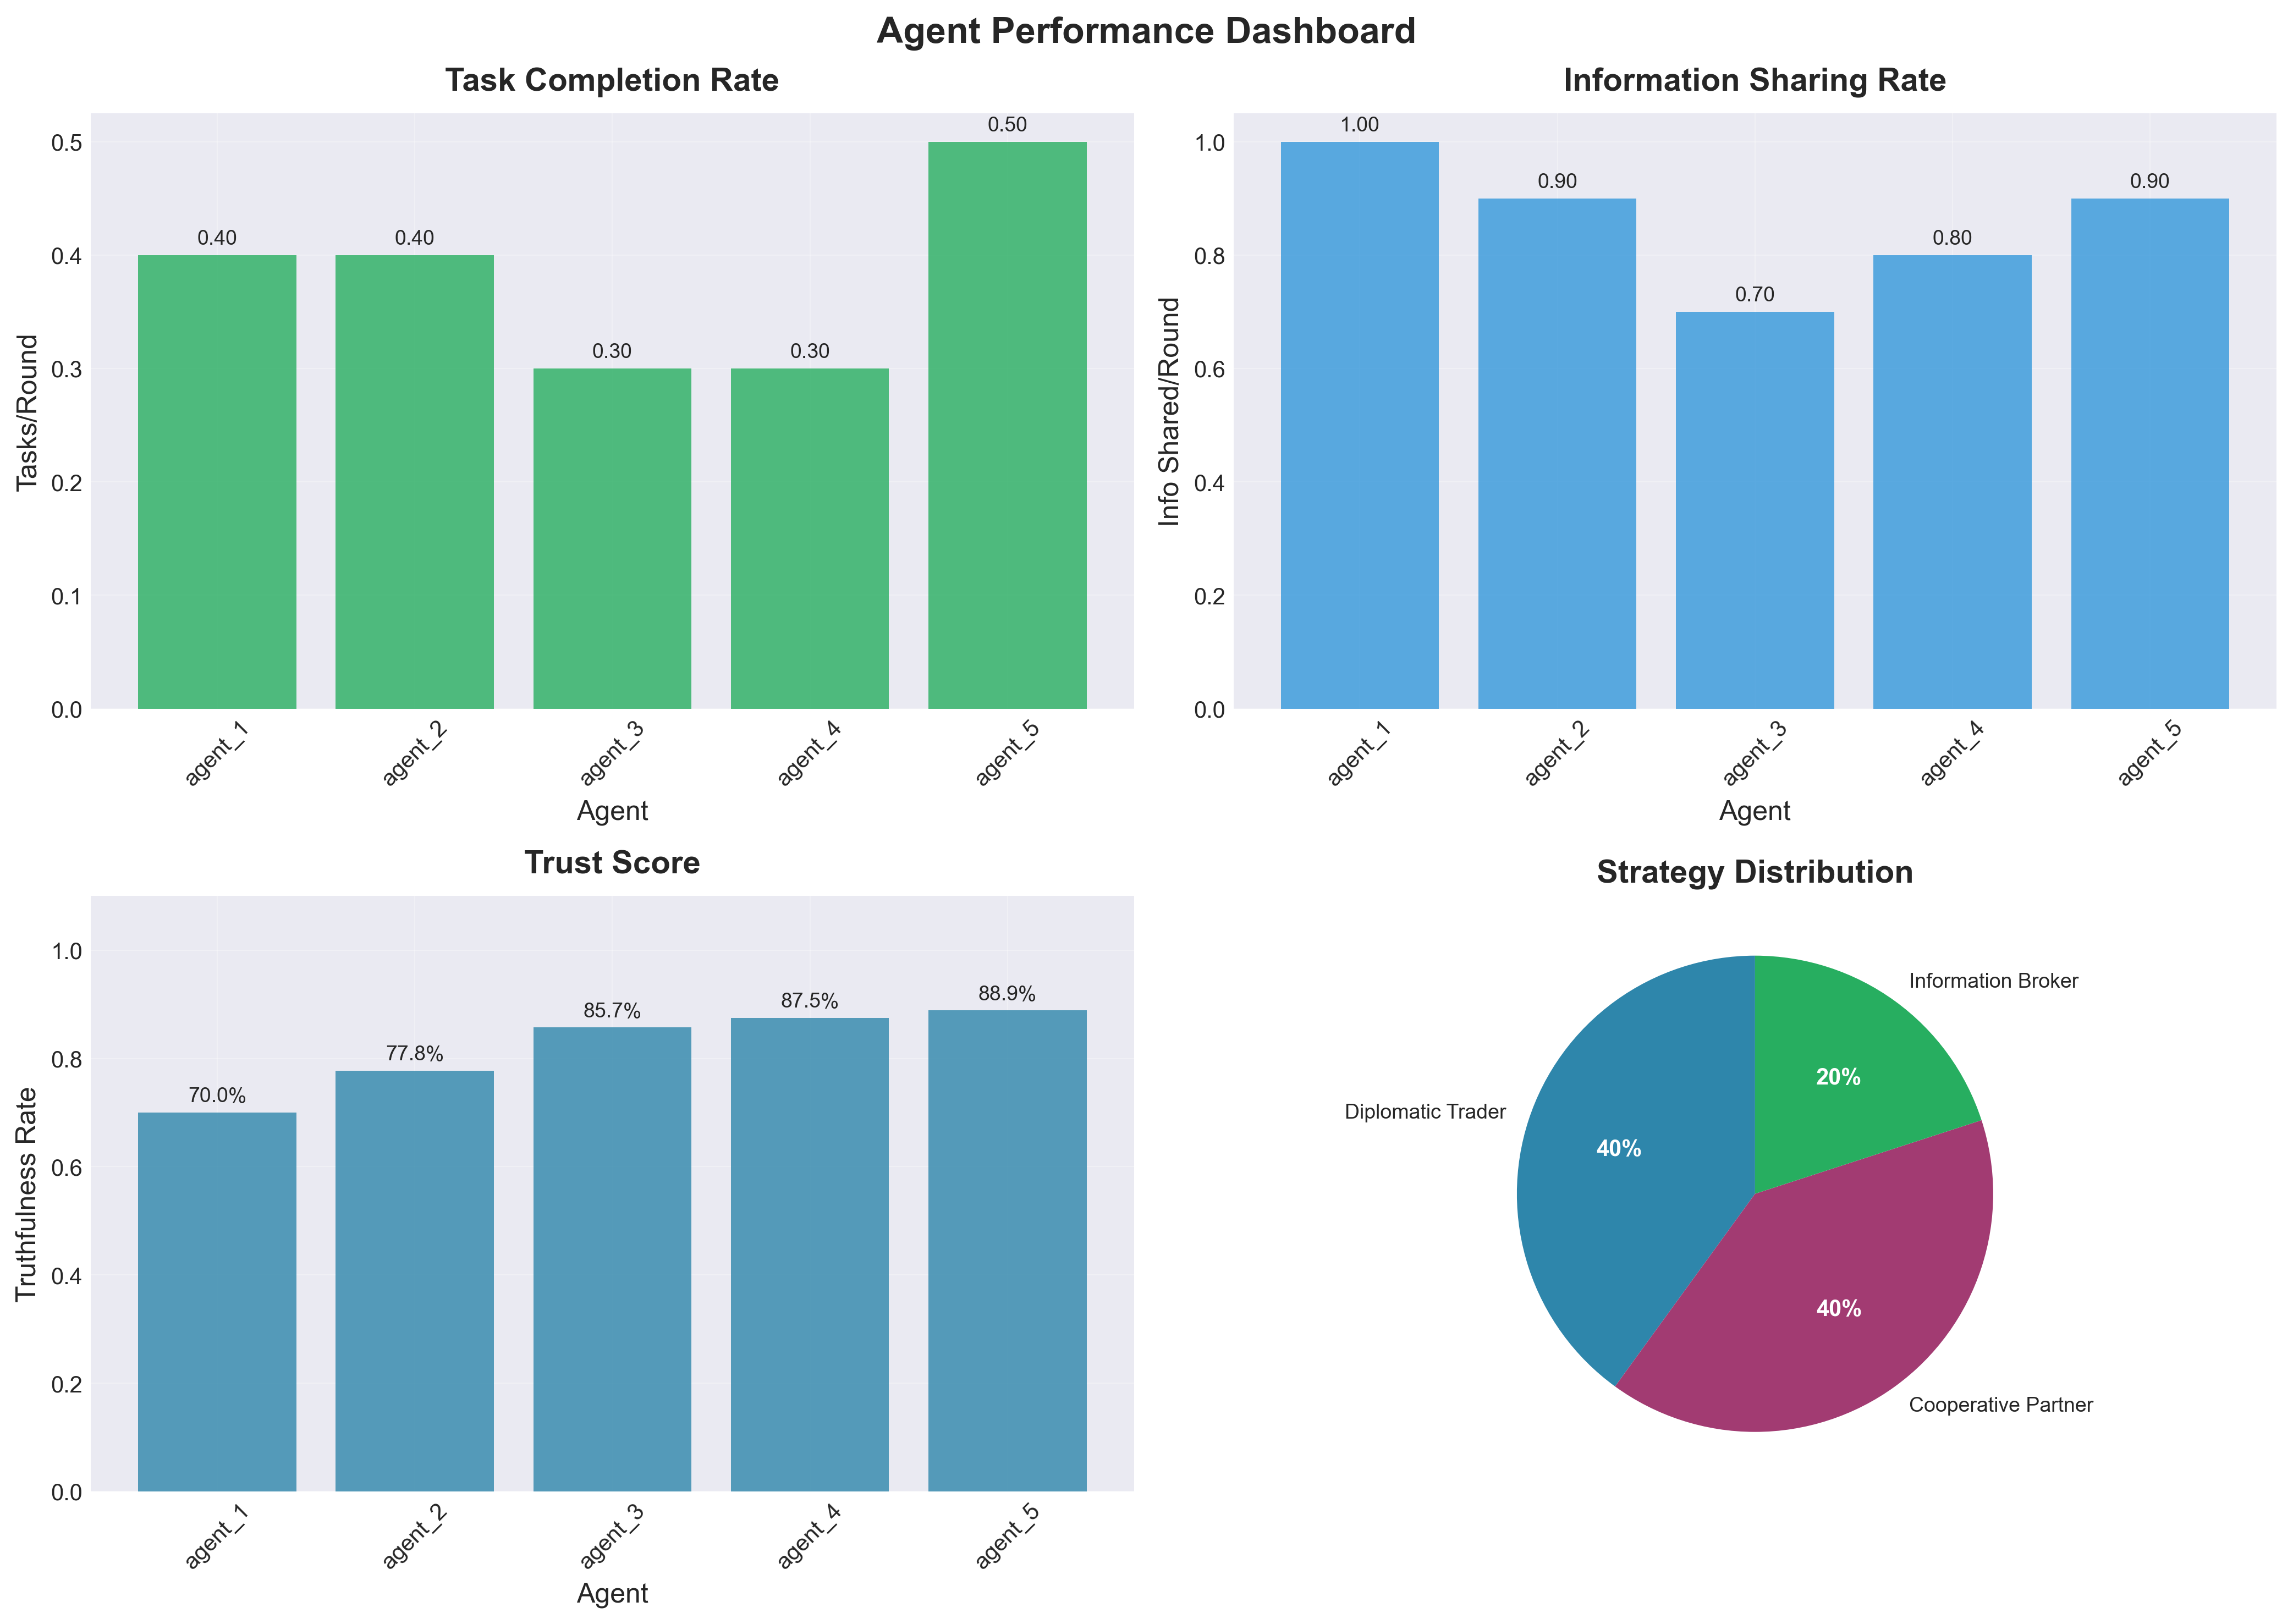 Agent Performance Dashboard
Task Completion Rate
Tasks/Round
0.5
0.4
0.3
0.2
0.1
0.0
0.40
0.40
0.30
0.30
0.50
agent_1
agent_2
agent_3
agent_4
agent_5
Agent
Information Sharing Rate
Info Shared/Round
1.0
0.8
0.6
0.4
0.2
0.0
1.00
0.90
0.70
0.80
0.90
agent_1
agent_2
agent_3
agent_4
agent_5
Agent
Trust Score
Truthfulness Rate
1.0
0.8
0.6
0.4
0.2
0.0
70.0%
77.8%
85.7%
87.5%
88.9%
agent_1
agent_2
agent_3
agent_4
agent_5
Agent
Strategy Distribution
Information Broker
20%
Diplomatic Trader
40%
40%
Cooperative Partner